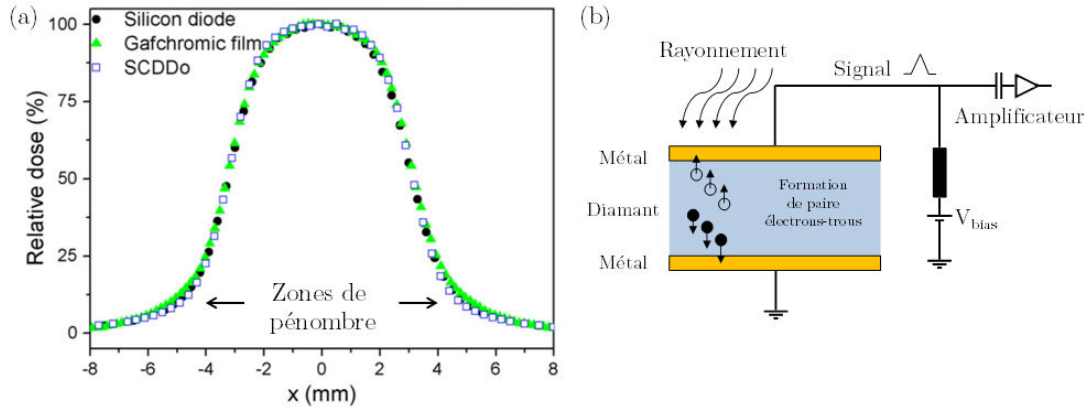 (a)
Silicon diode
Gafchromic film
SCDDo
Relative dose (%)
100
75
50
25
0
Zones de
pénombre
-8
-6
-4
-2
0
2
4
6
8
x (mm)
(b)
Rayonnement
Signal
Amplificateur
Métal
Diamant
Métal
Formation
de paire
électrons-trous
V_bias